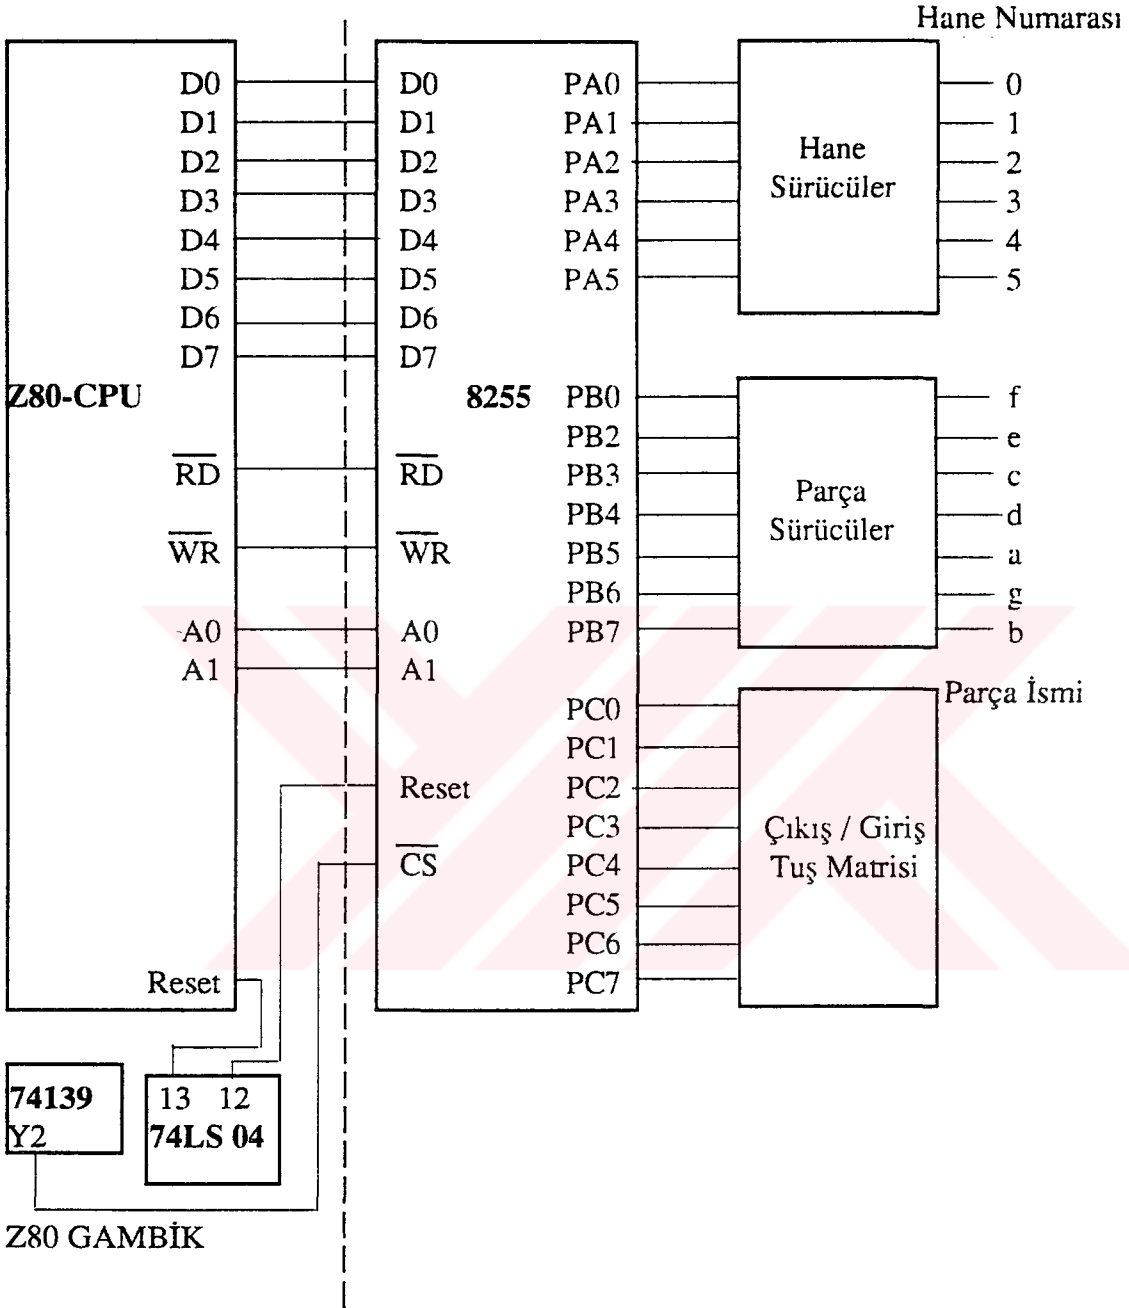 Hane Numarası
D0 D0 PA0 0
D1 D1 PA1 1
D2 D2 PA2 2
D3 D3 PA3 3
D4 D4 PA4 4
D5 D5 PA5 5
D6 D6
D7 D7
Hane
Sürücüler
Z80-CPU 8255 PB0 f
PB2 e
RD RD PB3 c
PB4 d
WR WR PB5 a
PB6 g
A0 A0 PB7 b
A1 A1
Parça
Sürücüler
Parça İsmi
PC0
PC1
Reset PC2
PC3
CS PC4
PC5
PC6
Reset PC7
Çıkış / Giriş
Tuş Matrisi
74139
Y2
13 12
74LS 04
Z80 GAMBİK